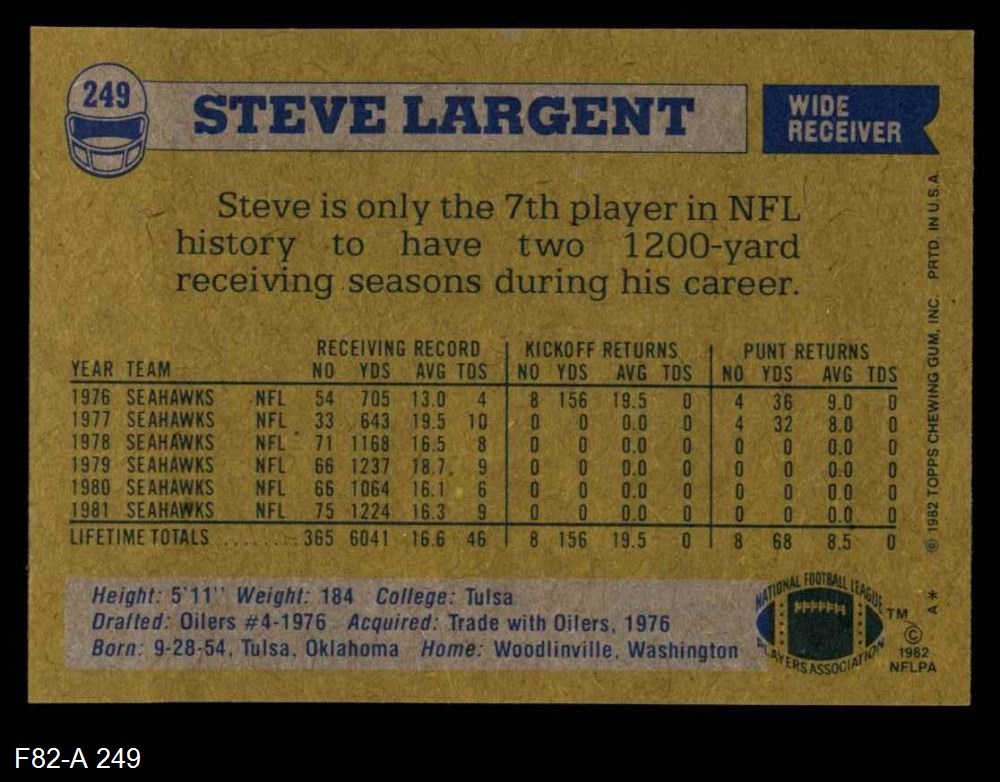 249
STEVE LARGENT
WIDE
RECEIVER
Steve is only the 7th player in NFL
history to have two 1200-yard
receiving seasons during his career.
RECEIVING RECORD KICKOFF RETURNS PUNT RETURNS
YEAR TEAM NO YDS AVG TDS NO YDS AVG TDS NO YDS AVG TDS
1976 SEAHAWKS NFL 54 705 13.0 4 8 156 19.5 0 4 36 9.0 0
1977 SEAHAWKS NFL 33 643 19.5 10 0 0 0.0 0 4 32 8.0 0
1978 SEAHAWKS NFL 71 1168 16.5 8 0 0 0.0 0 0 0 0.0 0
1979 SEAHAWKS NFL 66 1237 18.7 9 0 0 0.0 0 0 0 0.0 0
1980 SEAHAWKS NFL 66 1064 16.1 6 0 0 0.0 0 0 0 0.0 0
1981 SEAHAWKS NFL 75 1224 16.3 9 0 0 0.0 0 0 0 0.0 0
LIFETIME TOTALS ........ 365 6041 16.6 46 8 156 19.5 0 8 68 8.5 0
Height: 5'11" Weight: 184 College: Tulsa
Drafted: Oilers #4-1976 Acquired: Trade with Oilers, 1976
Born: 9-28-54, Tulsa, Oklahoma Home: Woodlinville, Washington
NATIONAL FOOTBALL LEAGUE
PLAYERS ASSOCIATION
TM
©
1982
NFLPA
© 1982 TOPPS CHEWING GUM, INC. PRTD. IN U.S.A.
A *
F82-A 249